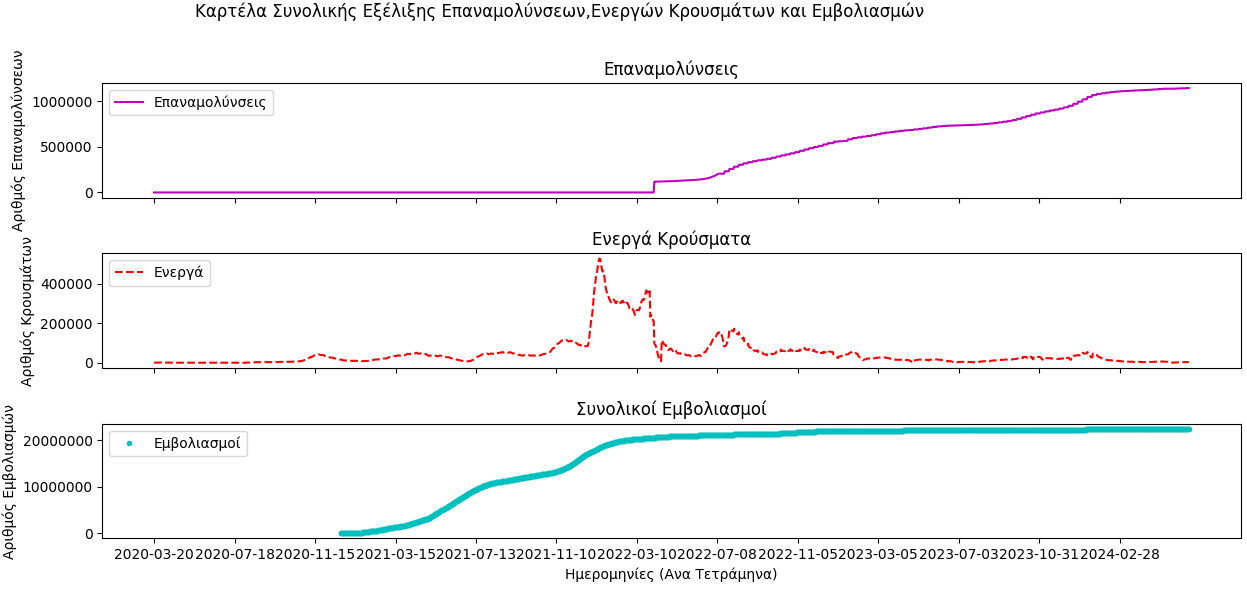 Καρτέλα Συνολικής Εξέλιξης Επαναμολύνσεων,Ενεργών Κρουσμάτων και Εμβολιασμών
Επαναμολύνσεις
Αριθμός Επαναμολύνσεων
Επαναμολύνσεις
1000000
500000
0
Ενεργά Κρούσματα
Αριθμός Κρουσμάτων
Ενεργά
400000
200000
0
Συνολικοί Εμβολιασμοί
Αριθμός Εμβολιασμών
Εμβολιασμοί
20000000
10000000
0
2020-03-20 2020-07-18 2020-11-15 2021-03-15 2021-07-13 2021-11-10 2022-03-10 2022-07-08 2022-11-05 2023-03-05 2023-07-03 2023-10-31 2024-02-28
Ημερομηνίες (Ανα Τετράμηνα)